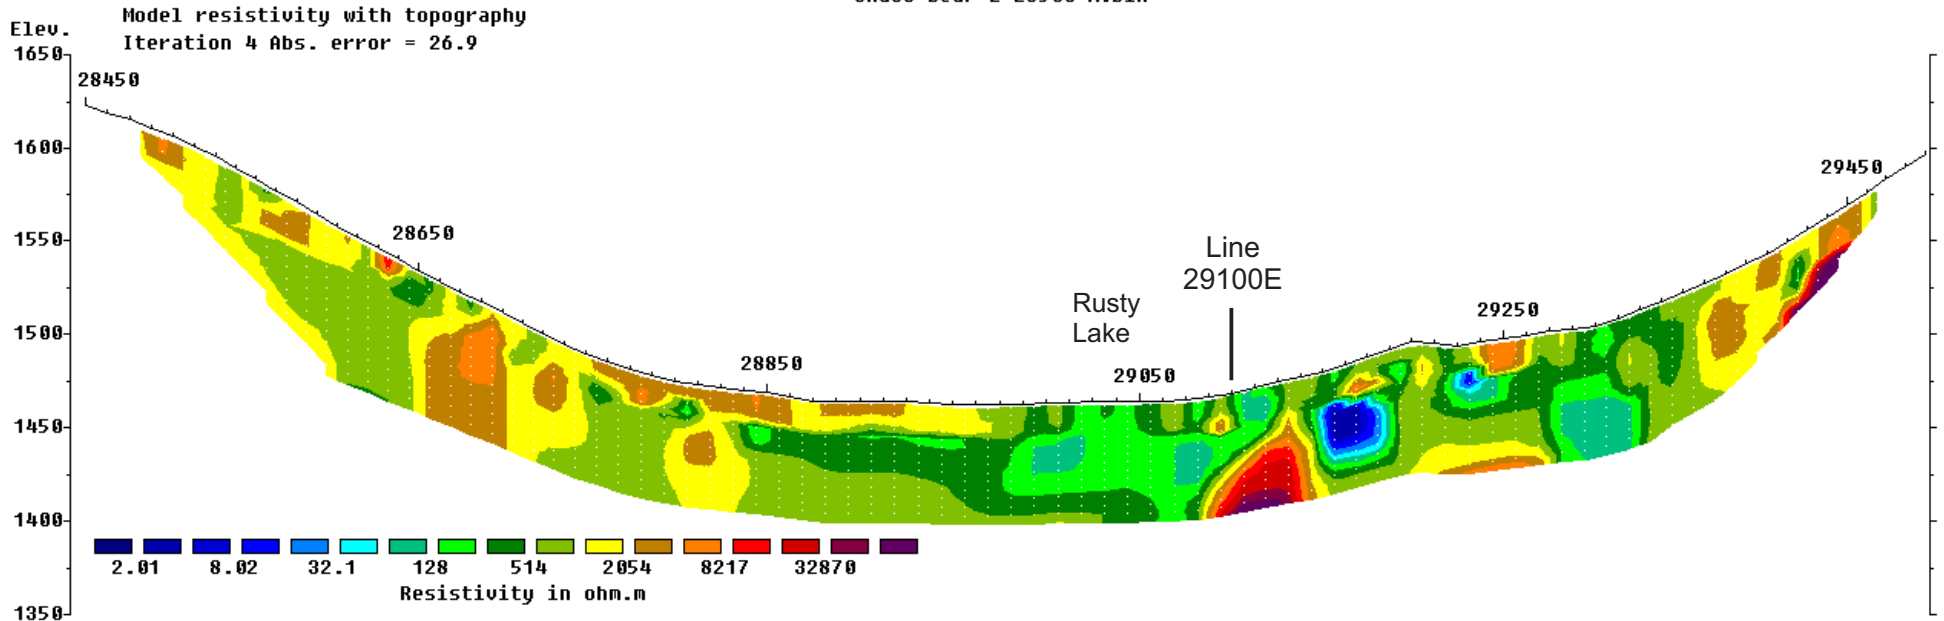 Model resistivity with topography
Elev.
Iteration 4 Abs. error = 26.9
1650
28450
1600
29450
1550
28650
Line
29100E
Rusty
Lake
29250
1500
28850
29050
1450
1400
2.01 8.02 32.1 128 514 2054 8217 32870
Resistivity in ohm.m
1350